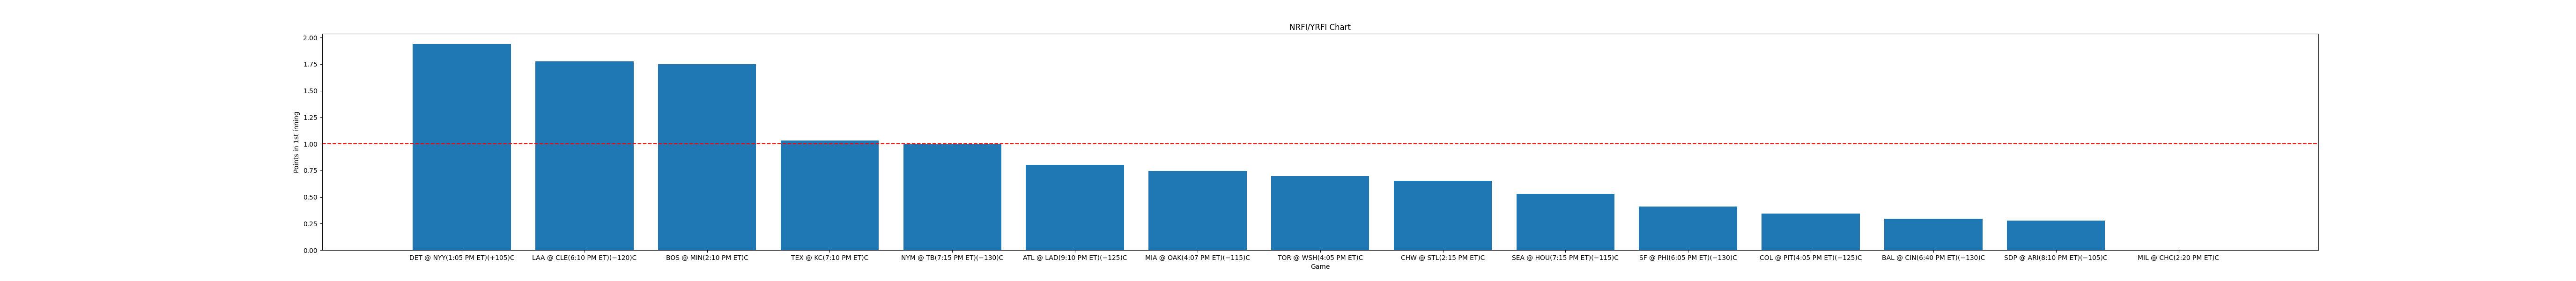 NRFI/YRFI Chart
Points in 1st inning
2.00
1.75
1.50
1.25
1.00
0.75
0.50
0.25
0.00
DET @ NYY(1:05 PM ET)(+105)C
LAA @ CLE(6:10 PM ET)(−120)C
BOS @ MIN(2:10 PM ET)C
TEX @ KC(7:10 PM ET)C
NYM @ TB(7:15 PM ET)(−130)C
ATL @ LAD(9:10 PM ET)(−125)C
MIA @ OAK(4:07 PM ET)(−115)C
TOR @ WSH(4:05 PM ET)C
CHW @ STL(2:15 PM ET)C
SEA @ HOU(7:15 PM ET)(−115)C
SF @ PHI(6:05 PM ET)(−130)C
COL @ PIT(4:05 PM ET)(−125)C
BAL @ CIN(6:40 PM ET)(−130)C
SDP @ ARI(8:10 PM ET)(−105)C
MIL @ CHC(2:20 PM ET)C
Game